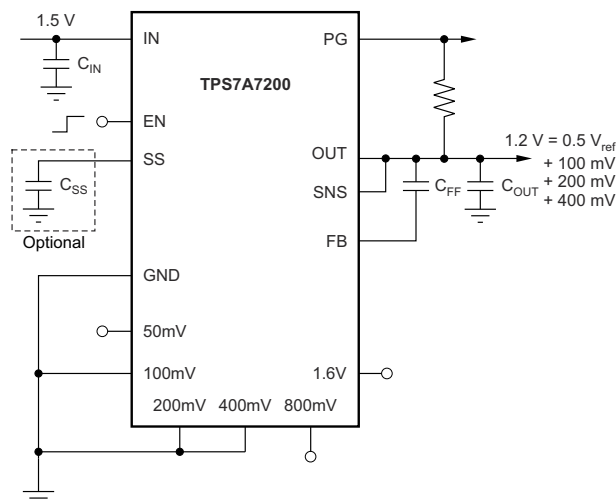 1.5 V
IN
PG
C_IN
TPS7A7200
EN
SS
OUT
1.2 V = 0.5 V_ref
+ 100 mV
+ 200 mV
+ 400 mV
C_SS
SNS
C_FF
C_OUT
Optional
FB
GND
50mV
100mV
1.6V
200mV 400mV 800mV